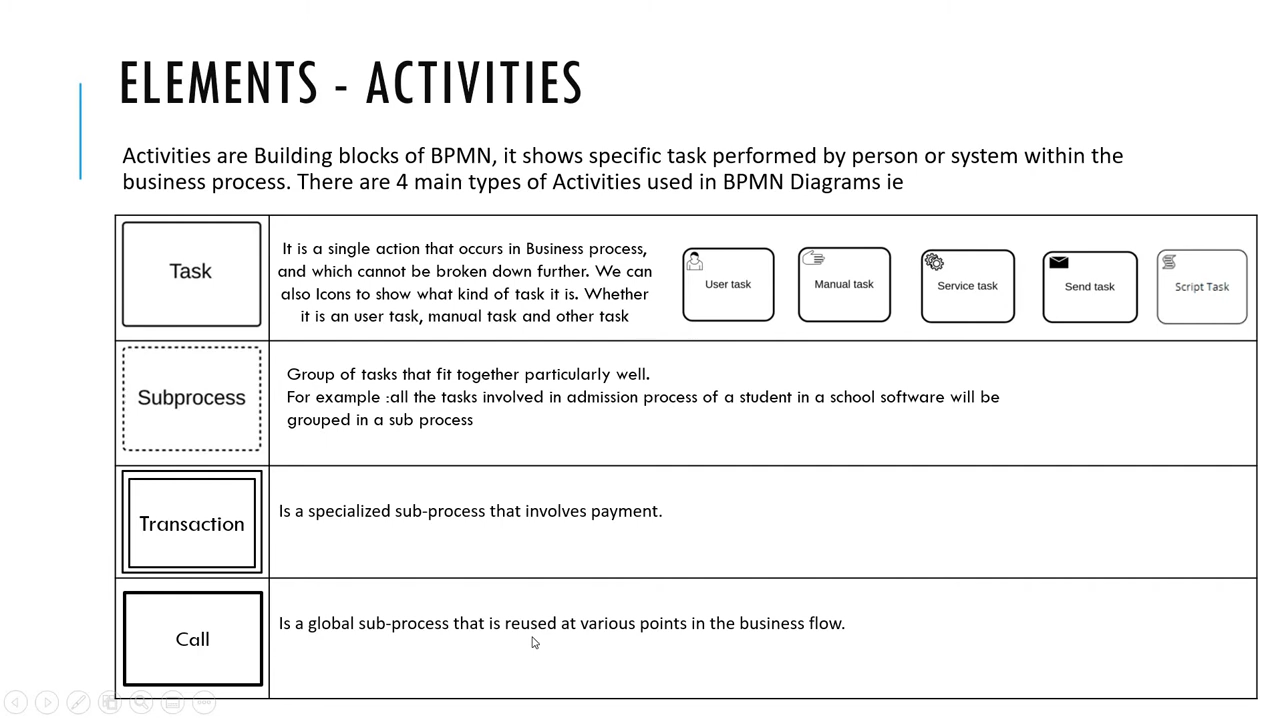 ELEMENTS - ACTIVITIES
Activities are Building blocks of BPMN, it shows specific task performed by person or system within the
business process. There are 4 main types of Activities used in BPMN Diagrams ie
Task
It is a single action that occurs in Business process,
and which cannot be broken down further. We can
also Icons to show what kind of task it is. Whether
it is an user task, manual task and other task
User task
Manual task
Service task
Send task
Script Task
Subprocess
Group of tasks that fit together particularly well.
For example :all the tasks involved in admission process of a student in a school software will be
grouped in a sub process
Transaction
Is a specialized sub-process that involves payment.
Call
Is a global sub-process that is reused at various points in the business flow.